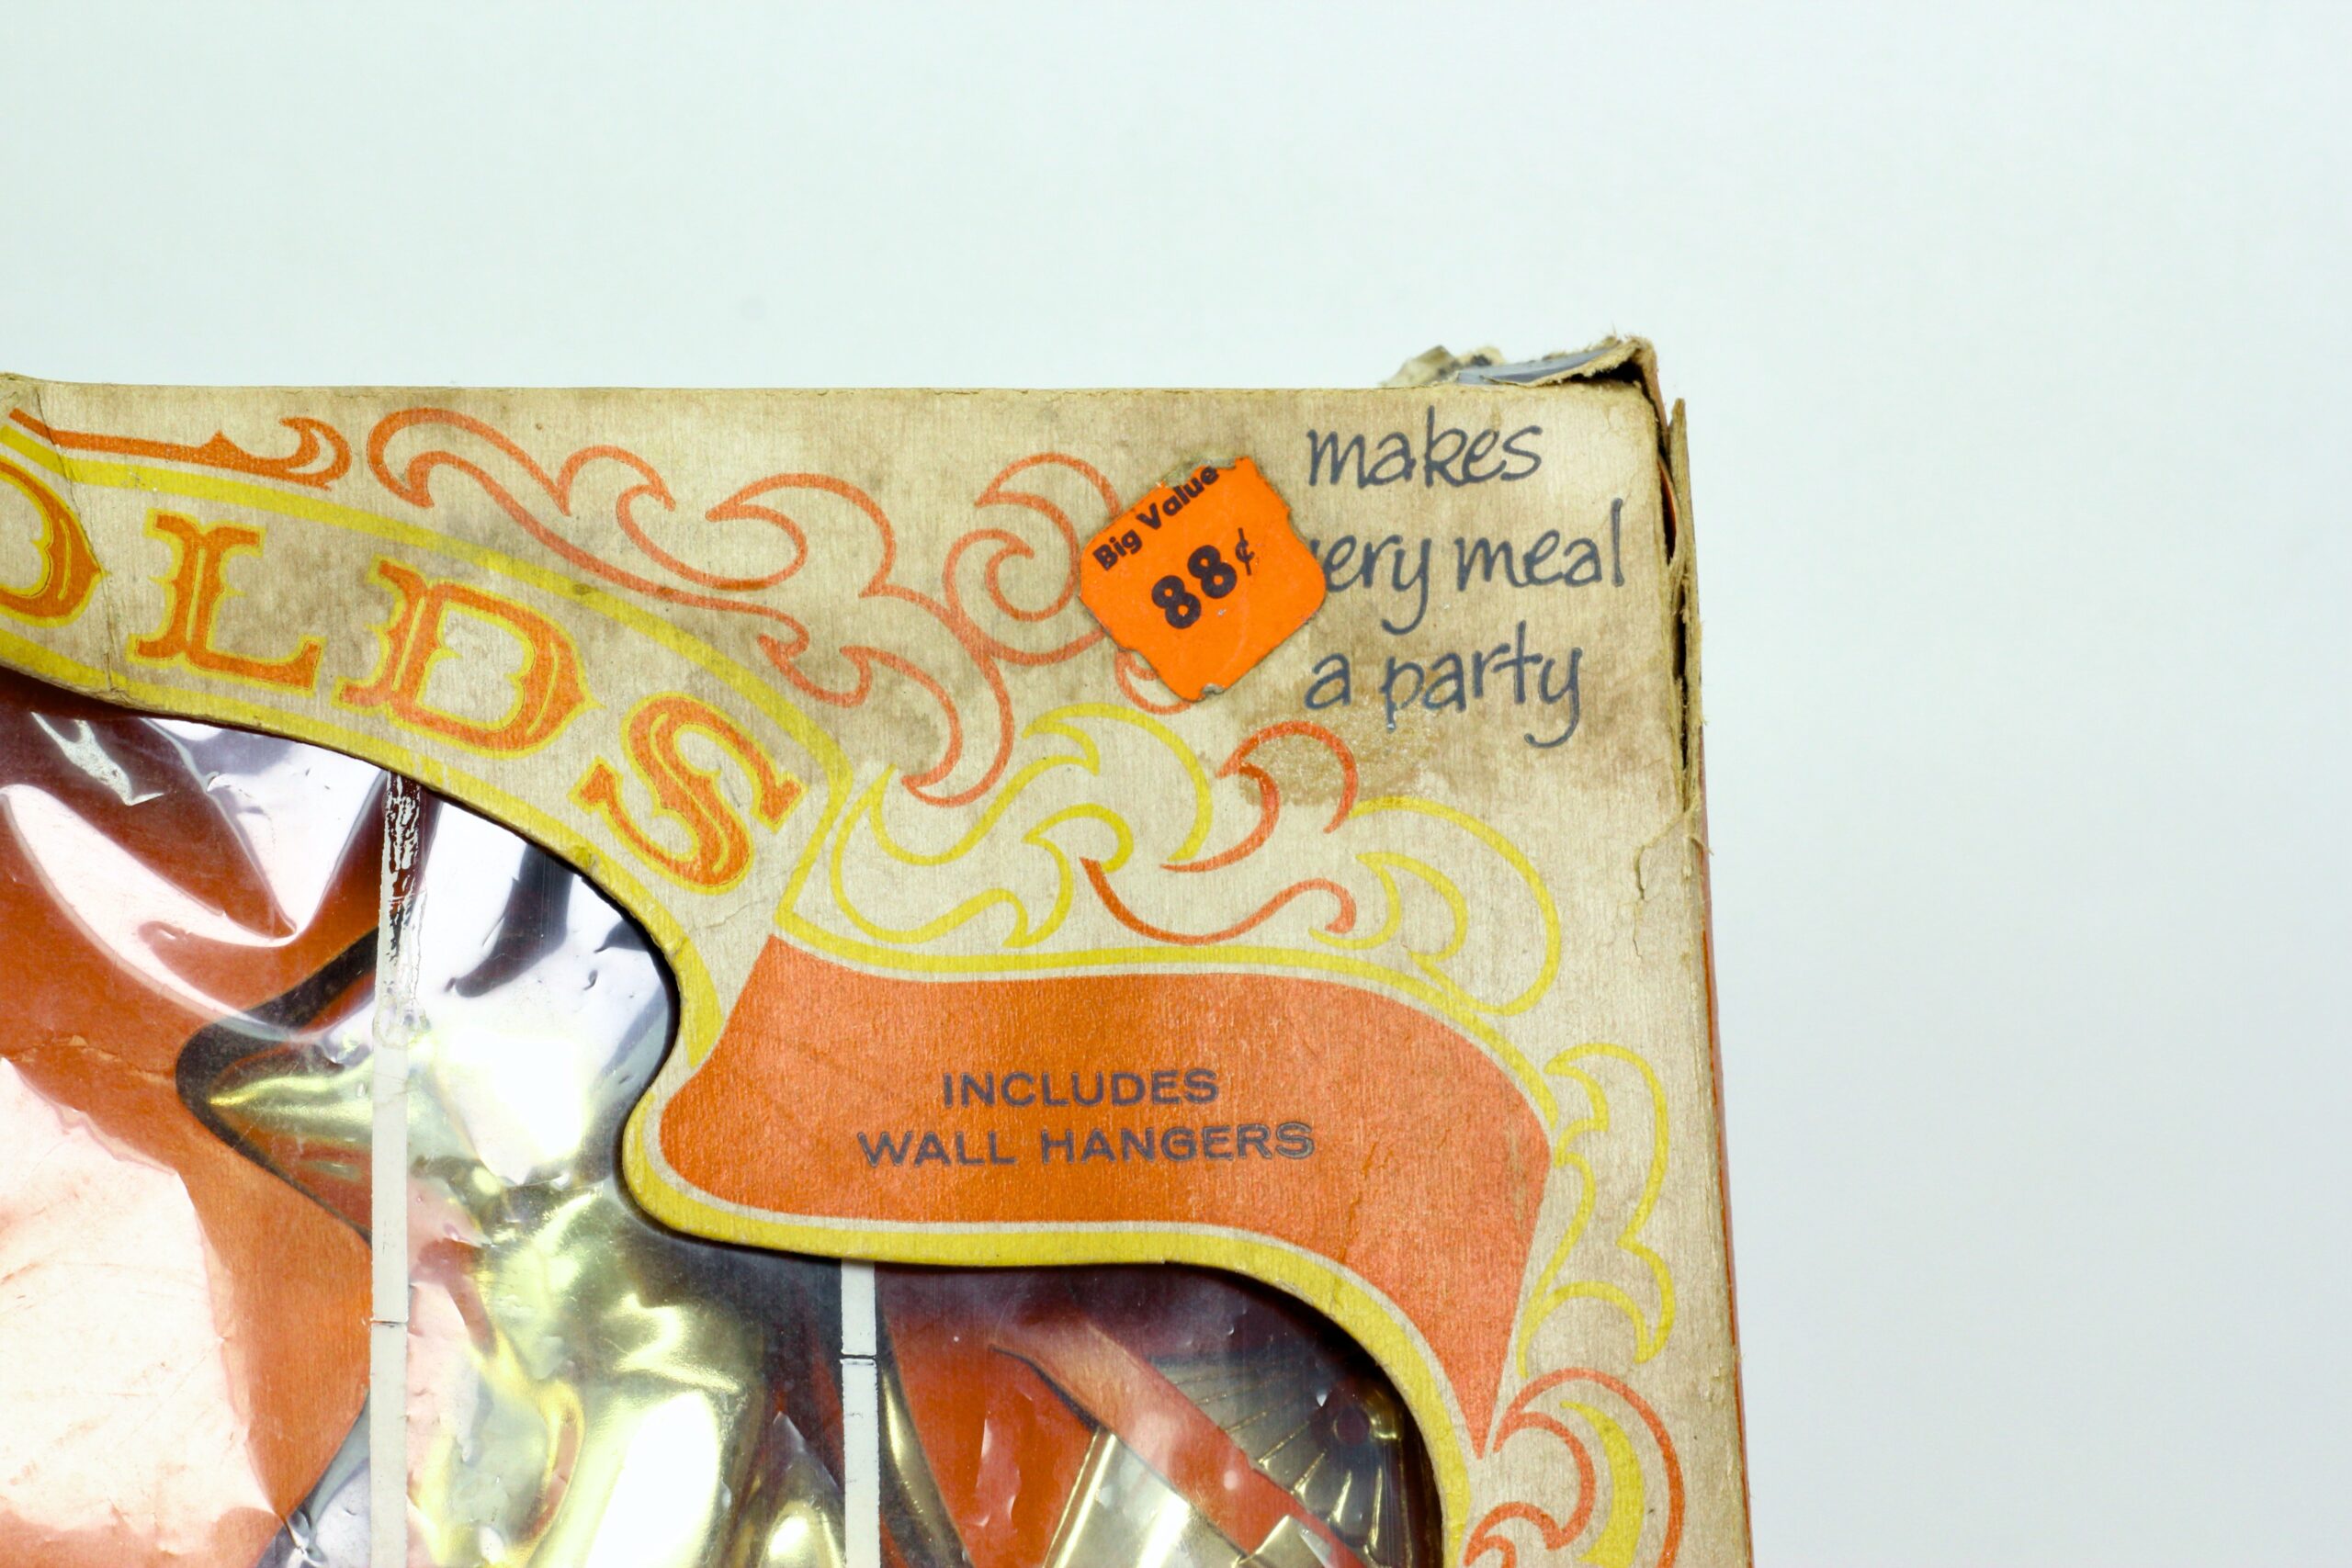 OLDS
Big Value
88¢
makes
ery meal
a party
INCLUDES
WALL HANGERS